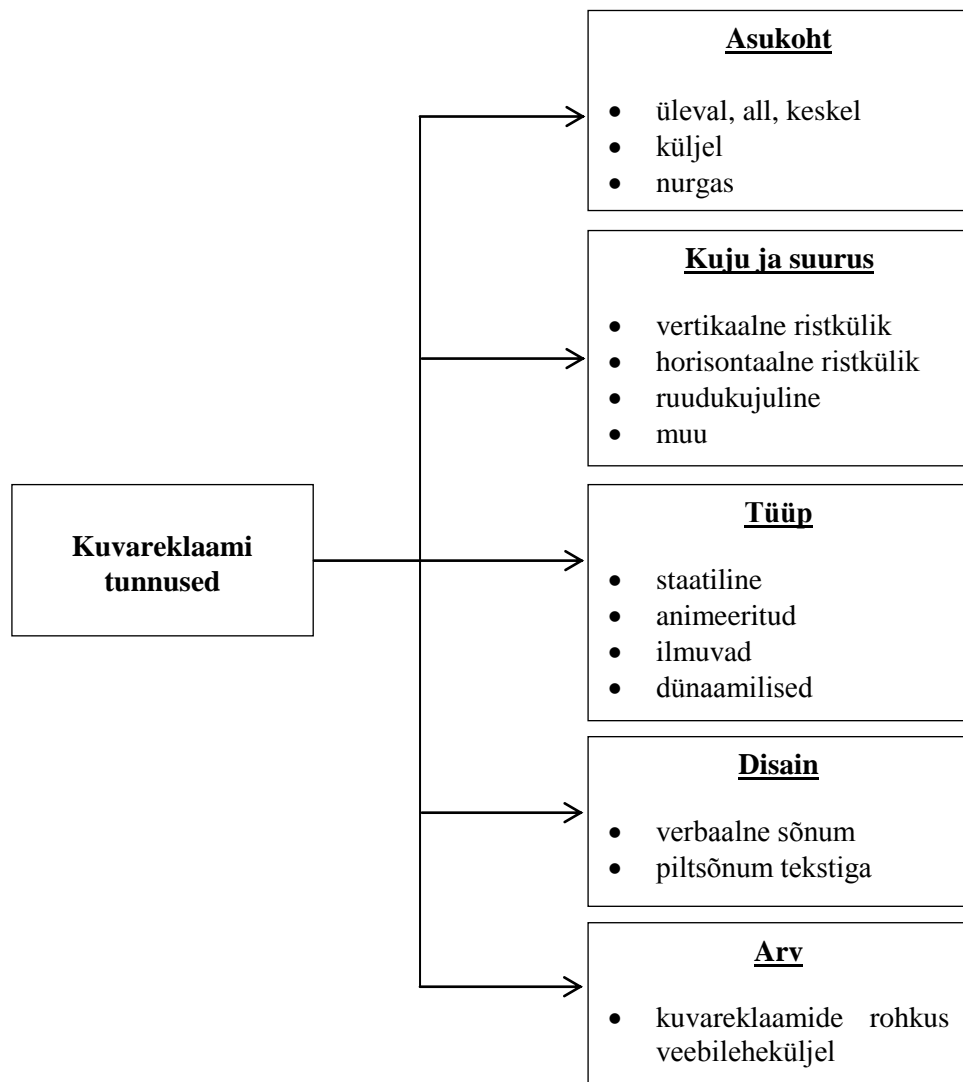 Asukoht
• üleval, all, keskel
• küljel
• nurgas
Kuju ja suurus
• vertikaalne ristkülik
• horisontaalne ristkülik
• ruudukujuline
• muu
Kuvareklaami
tunnused
Tüüp
• staatiline
• animeeritud
• ilmuvad
• dünaamilised
Disain
• verbaalne sõnum
• piltsõnum tekstiga
Arv
• kuvareklaamide rohkus
veebileheküljel